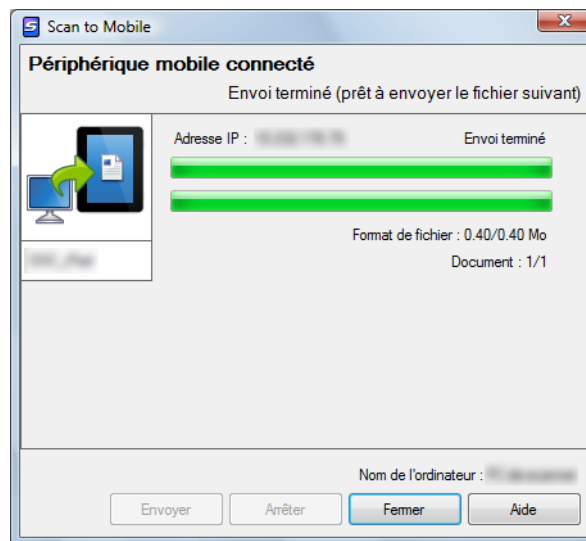 Scan to Mobile
Périphérique mobile connecté
Envoi terminé (prêt à envoyer le fichier suivant)
Adresse IP : Envoi terminé
Format de fichier : 0.40/0.40 Mo
Document : 1/1
Nom de l'ordinateur :
Envoyer Arrêter Fermer Aide